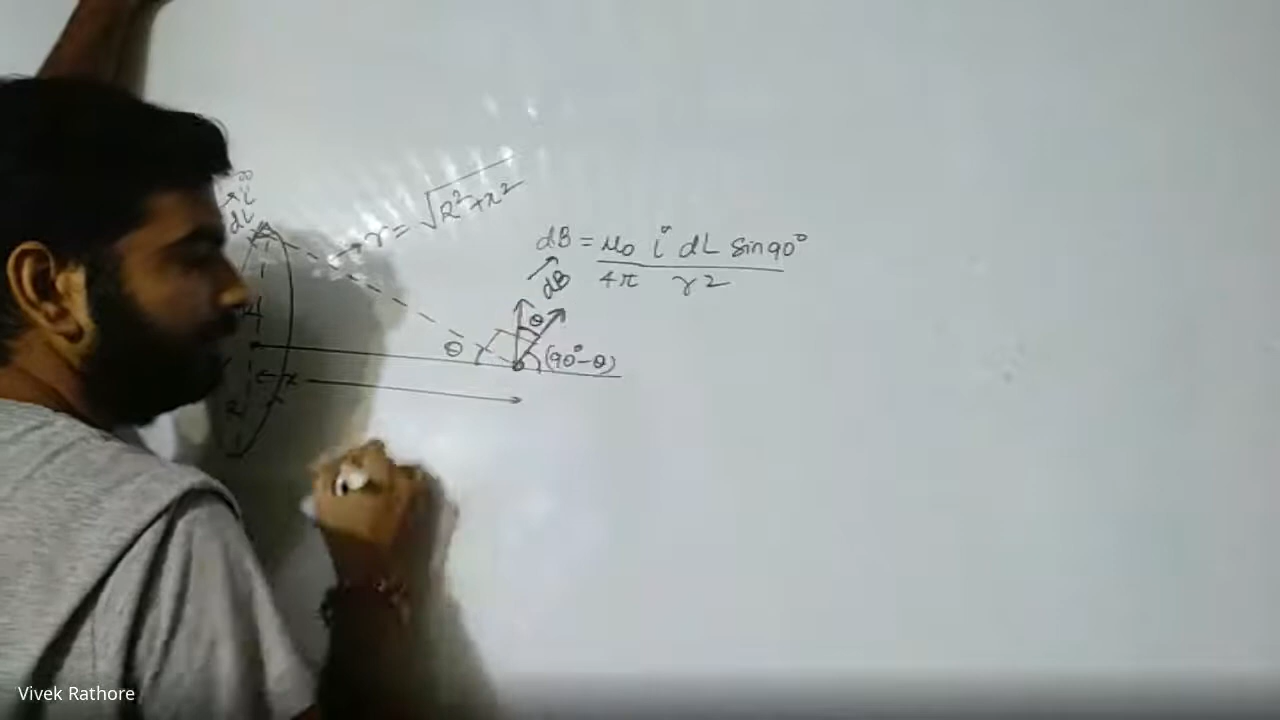 i
dl
r = √R²+x²
dB = μ₀ i dL Sin90°
4π r2
dB
θ
θ
(90°-θ)
x
R
Vivek Rathore